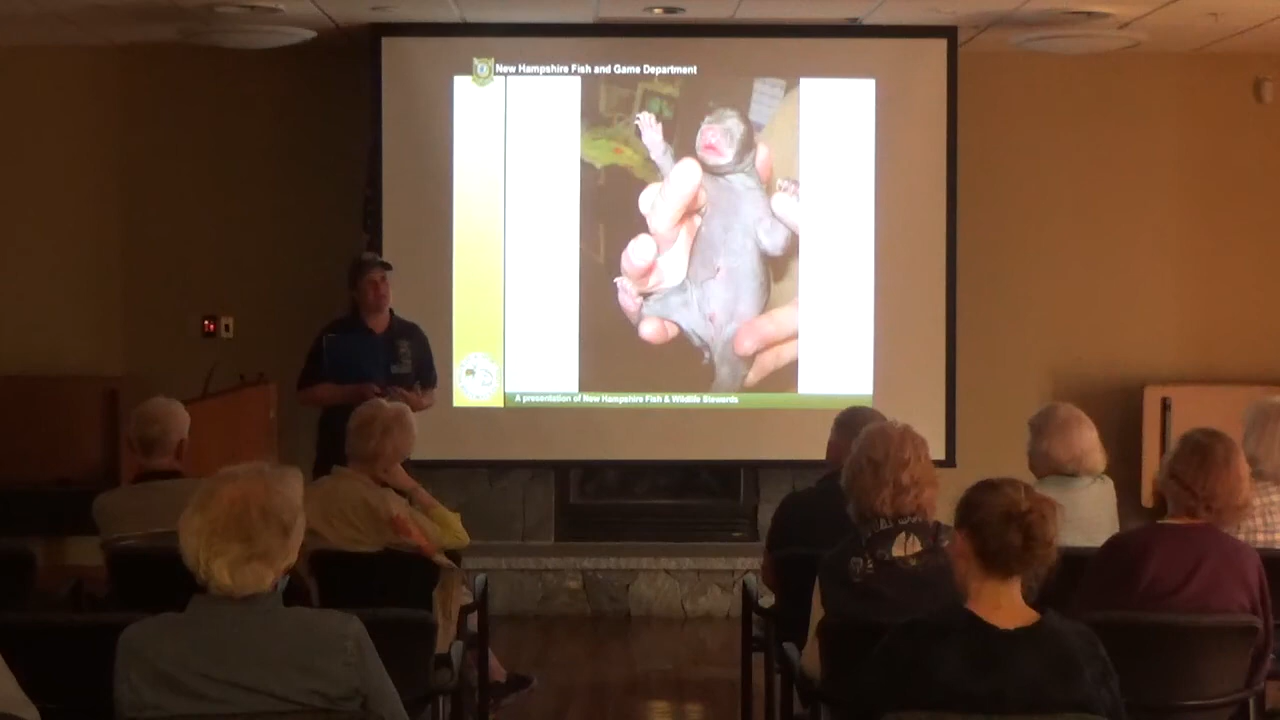 New Hampshire Fish and Game Department
A presentation of New Hampshire Fish & Wildlife Stewards